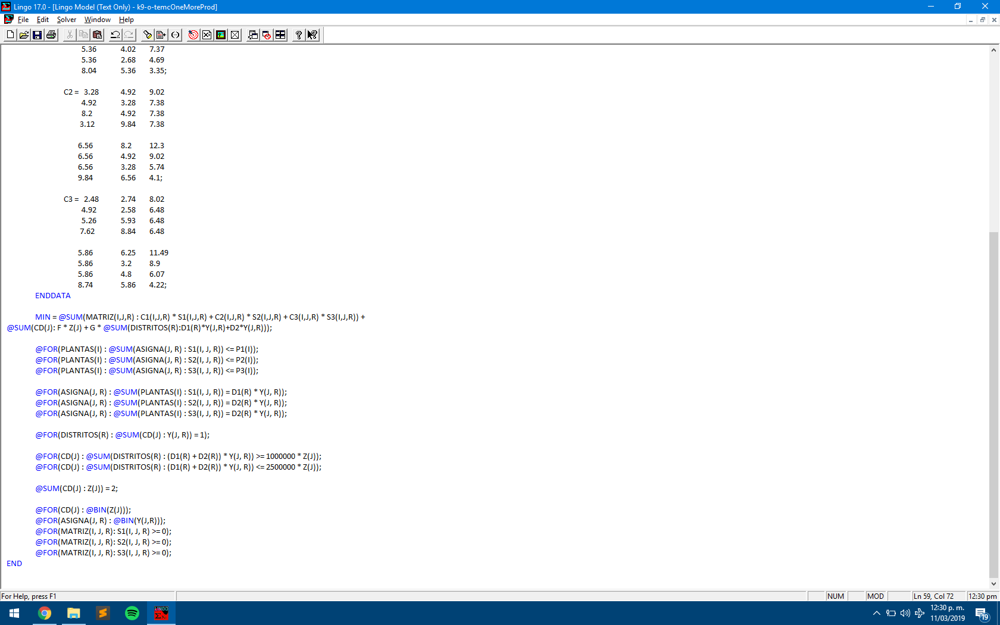 Lingo 17.0 - [Lingo Model (Text Only) - k9-o-temcOneMoreProd]
File Edit Solver Window Help
5.36 4.02 7.37
5.36 2.68 4.69
8.04 5.36 3.35;
C2 = 3.28 4.92 9.02
4.92 3.28 7.38
8.2 4.92 7.38
3.12 9.84 7.38
6.56 8.2 12.3
6.56 4.92 9.02
6.56 3.28 5.74
9.84 6.56 4.1;
C3 = 2.48 2.74 8.02
4.92 2.58 6.48
5.26 5.93 6.48
7.62 8.84 6.48
5.86 6.25 11.49
5.86 3.2 8.9
5.86 4.8 6.07
8.74 5.86 4.22;
ENDDATA
MIN = @SUM(MATRIZ(I,J,R) : C1(I,J,R) * S1(I,J,R) + C2(I,J,R) * S2(I,J,R) + C3(I,J,R) * S3(I,J,R)) +
@SUM(CD(J): F * Z(J) + G * @SUM(DISTRITOS(R):D1(R)*Y(J,R)+D2*Y(J,R)));
@FOR(PLANTAS(I) : @SUM(ASIGNA(J, R) : S1(I, J, R)) <= P1(I));
@FOR(PLANTAS(I) : @SUM(ASIGNA(J, R) : S2(I, J, R)) <= P2(I));
@FOR(PLANTAS(I) : @SUM(ASIGNA(J, R) : S3(I, J, R)) <= P3(I));
@FOR(ASIGNA(J, R) : @SUM(PLANTAS(I) : S1(I, J, R)) = D1(R) * Y(J, R));
@FOR(ASIGNA(J, R) : @SUM(PLANTAS(I) : S2(I, J, R)) = D2(R) * Y(J, R));
@FOR(ASIGNA(J, R) : @SUM(PLANTAS(I) : S3(I, J, R)) = D2(R) * Y(J, R));
@FOR(DISTRITOS(R) : @SUM(CD(J) : Y(J, R)) = 1);
@FOR(CD(J) : @SUM(DISTRITOS(R) : (D1(R) + D2(R)) * Y(J, R)) >= 1000000 * Z(J));
@FOR(CD(J) : @SUM(DISTRITOS(R) : (D1(R) + D2(R)) * Y(J, R)) <= 2500000 * Z(J));
@SUM(CD(J) : Z(J)) = 2;
@FOR(CD(J) : @BIN(Z(J)));
@FOR(ASIGNA(J, R) : @BIN(Y(J,R)));
@FOR(MATRIZ(I, J, R): S1(I, J, R) >= 0);
@FOR(MATRIZ(I, J, R): S2(I, J, R) >= 0);
@FOR(MATRIZ(I, J, R): S3(I, J, R) >= 0);
END
For Help, press F1 NUM MOD Ln 59, Col 72 12:30 pm
LINGO
12:30 p. m.
11/03/2019
19